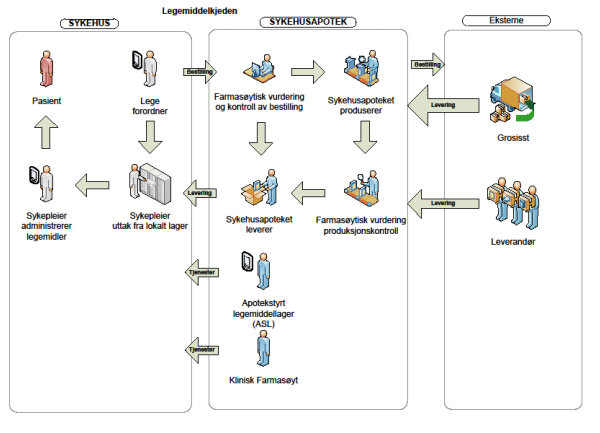 Legemiddelkjeden
SYKEHUS
SYKEHUSAPOTEK
Eksterne
Pasient
Lege
forordner
Bestilling
Farmasøytisk vurdering
og kontroll av bestilling
Sykehusapoteket
produserer
Bestilling
Levering
Grosisst
Sykepleier
administrerer
legemidler
Sykepleier
uttak fra lokalt lager
Levering
Sykehusapoteket
leverer
Farmasøytisk vurdering
produksjonskontroll
Levering
Leverandør
Tjenester
Apotekstyrt
legemiddellager
(ASL)
Tjenester
Klinisk Farmasøyt